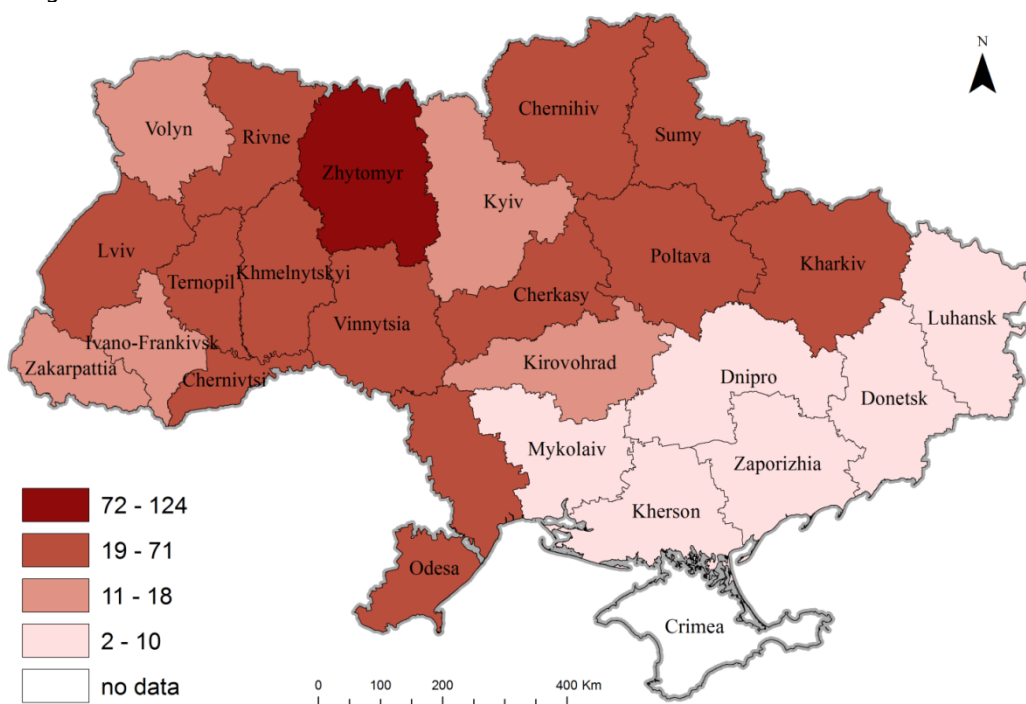 N
Chernihiv
Sumy
Volyn
Rivne
Zhytomyr
Kyiv
Lviv
Ternopil
Khmelnytskyi
Poltava
Kharkiv
Vinnytsia
Cherkasy
Luhansk
Ivano-Frankivsk
Zakarpattia
Chernivtsi
Kirovohrad
Dnipro
Donetsk
Mykolaiv
Zaporizhia
Kherson
Odesa
Crimea
72 - 124
19 - 71
11 - 18
2 - 10
no data
0 100 200 400 Km